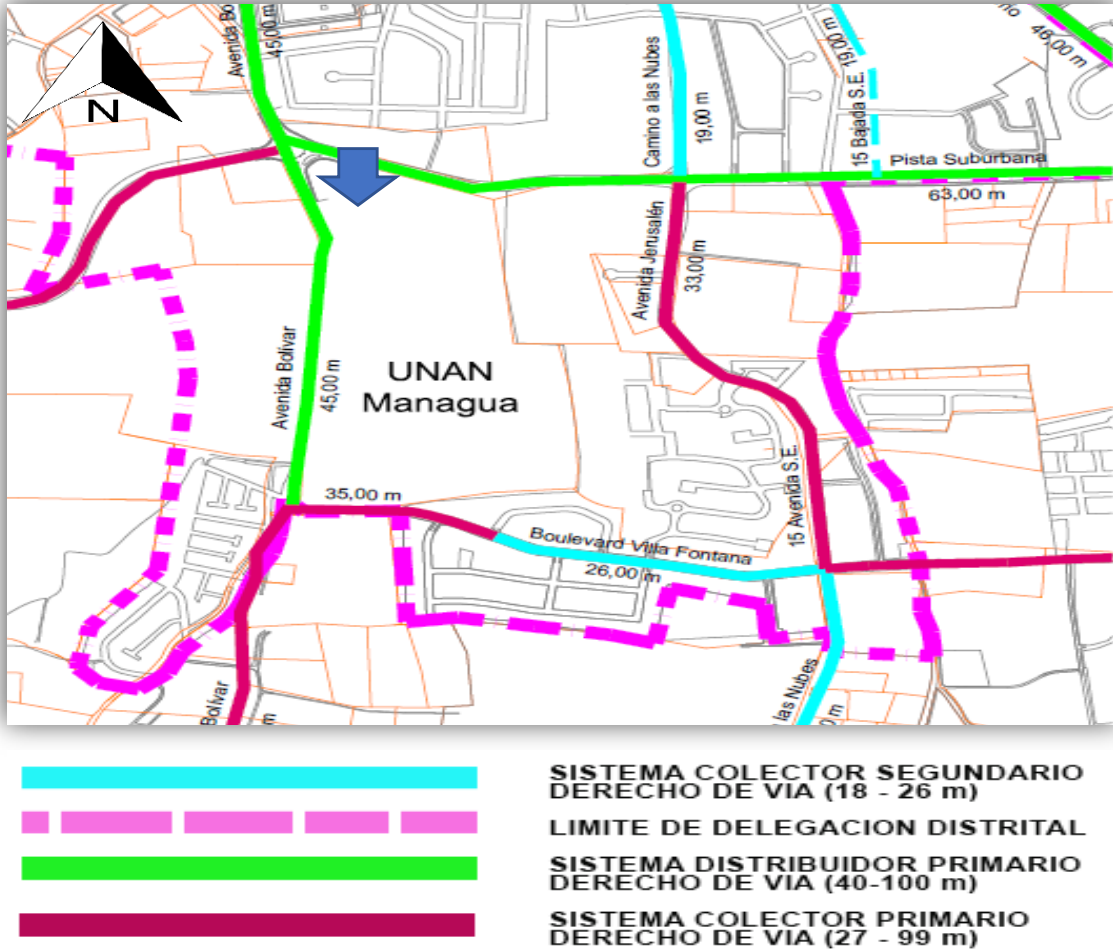 Avenida Bo
45,00 m
N
Camino a las Nubes
19,00 m
19,00 m
15 Bajada S.E.
46,00 m
Pista Suburbana
63,00 m
Avenida Jerusalén
33,00 m
Avenida Bolívar
45,00 m
UNAN
Managua
35,00 m
Boulevard Villa Fontana
26,00 m
15 Avenida S.E.
Bolívar
m
las Nubes
0 m
SISTEMA COLECTOR SEGUNDARIO
DERECHO DE VIA (18 - 26 m)
LIMITE DE DELEGACION DISTRITAL
SISTEMA DISTRIBUIDOR PRIMARIO
DERECHO DE VIA (40-100 m)
SISTEMA COLECTOR PRIMARIO
DERECHO DE VIA (27 - 99 m)